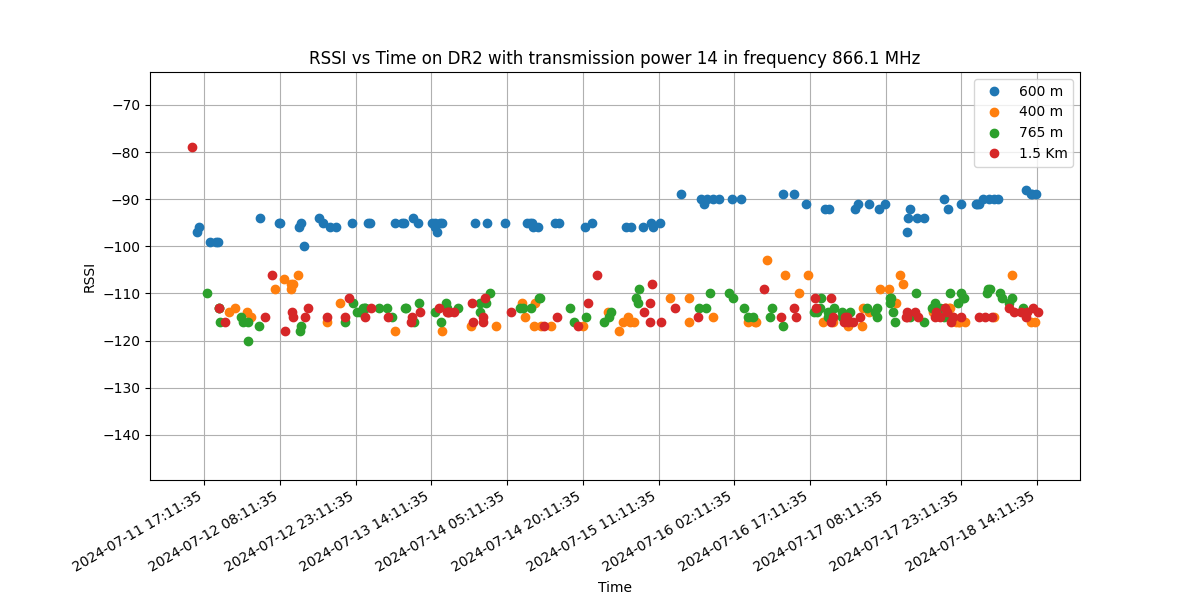 RSSI vs Time on DR2 with transmission power 14 in frequency 866.1 MHz
600 m
400 m
765 m
1.5 Km
RSSI
−70
−80
−90
−100
−110
−120
−130
−140
2024-07-11 17:11:35
2024-07-12 08:11:35
2024-07-12 23:11:35
2024-07-13 14:11:35
2024-07-14 05:11:35
2024-07-14 20:11:35
2024-07-15 11:11:35
2024-07-16 02:11:35
2024-07-16 17:11:35
2024-07-17 08:11:35
2024-07-17 23:11:35
2024-07-18 14:11:35
Time